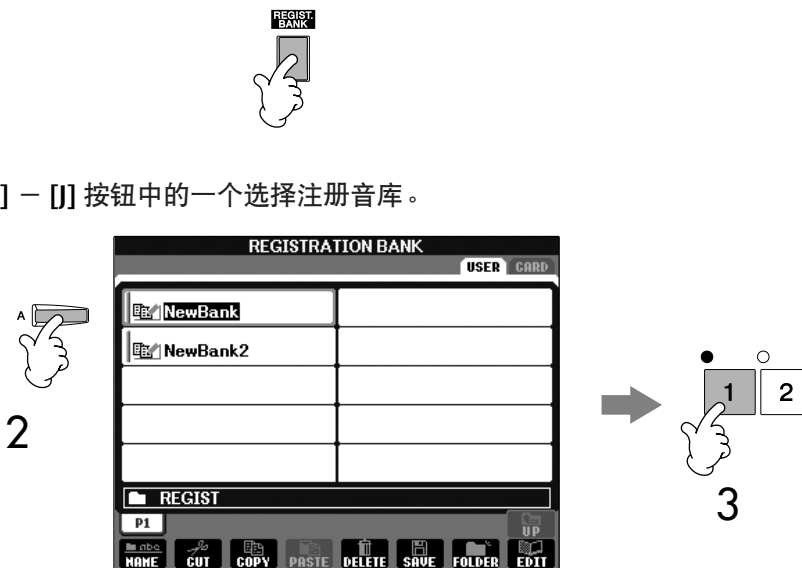 REGIST.
BANK
] － [J] 按钮中的一个选择注册音库。
REGISTRATION BANK
USER CARD
A
NewBank
NewBank2
1 2
2
3
REGIST
P1
UP
abc
NAME CUT COPY PASTE DELETE SAVE FOLDER EDIT